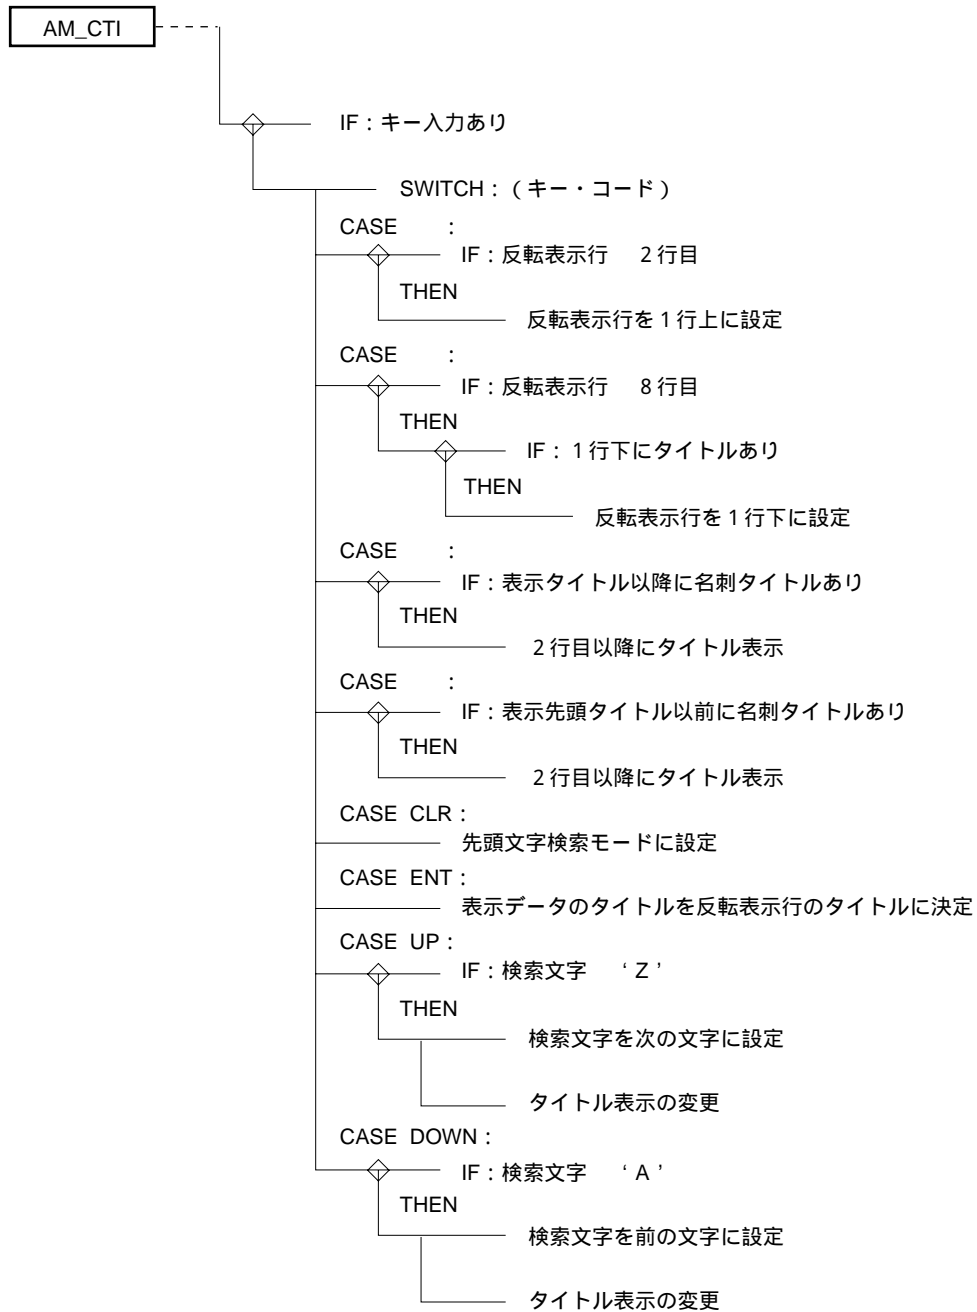 AM_CTI
IF：キー入力あり
SWITCH：（キー・コード）
CASE　　：
IF：反転表示行　2行目
THEN
反転表示行を1行上に設定
CASE　　：
IF：反転表示行　8行目
THEN
IF：1行下にタイトルあり
THEN
反転表示行を1行下に設定
CASE　　：
IF：表示タイトル以降に名刺タイトルあり
THEN
2行目以降にタイトル表示
CASE　　：
IF：表示先頭タイトル以前に名刺タイトルあり
THEN
2行目以降にタイトル表示
CASE CLR：
先頭文字検索モードに設定
CASE ENT：
表示データのタイトルを反転表示行のタイトルに決定
CASE UP：
IF：検索文字　‘Z’
THEN
検索文字を次の文字に設定
タイトル表示の変更
CASE DOWN：
IF：検索文字　‘A’
THEN
検索文字を前の文字に設定
タイトル表示の変更